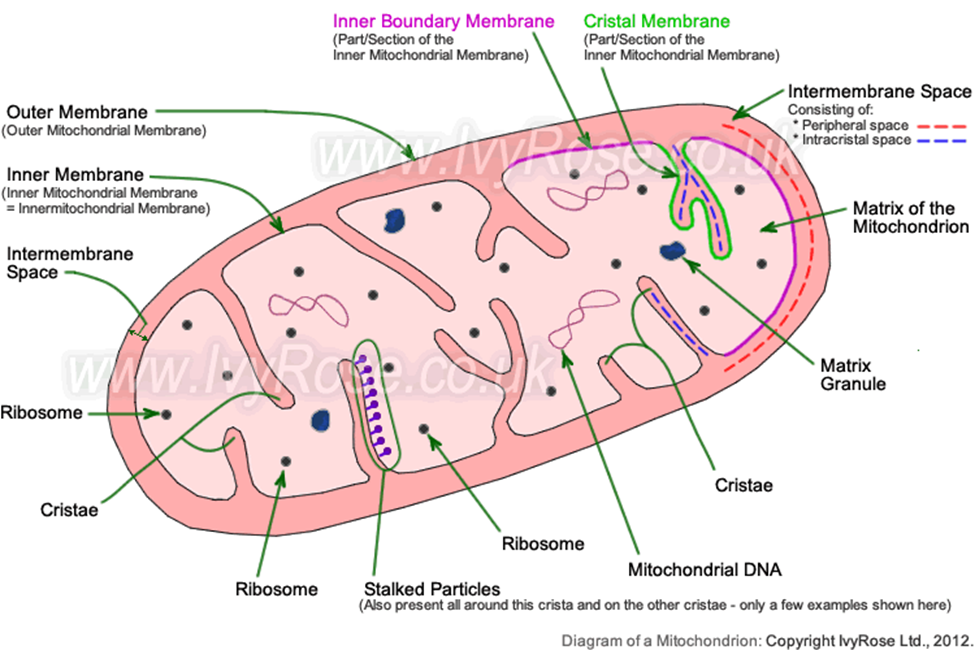 Inner Boundary Membrane
(Part/Section of the
Inner Mitochondrial Membrane)
Cristal Membrane
(Part/Section of the
Inner Mitochondrial Membrane)
Intermembrane Space
Consisting of:
* Peripheral space
* Intracristal space
Outer Membrane
(Outer Mitochondrial Membrane)
www.IvyRose.co.uk
Inner Membrane
(Inner Mitochondrial Membrane
= Innermitochondrial Membrane)
Matrix of the
Mitochondrion
Intermembrane
Space
www.IvyRose.co.uk
Matrix
Granule
Ribosome
Cristae
Cristae
Ribosome
Mitochondrial DNA
Ribosome
Stalked Particles
(Also present all around this crista and on the other cristae - only a few examples shown here)
Diagram of a Mitochondrion: Copyright IvyRose Ltd., 2012.